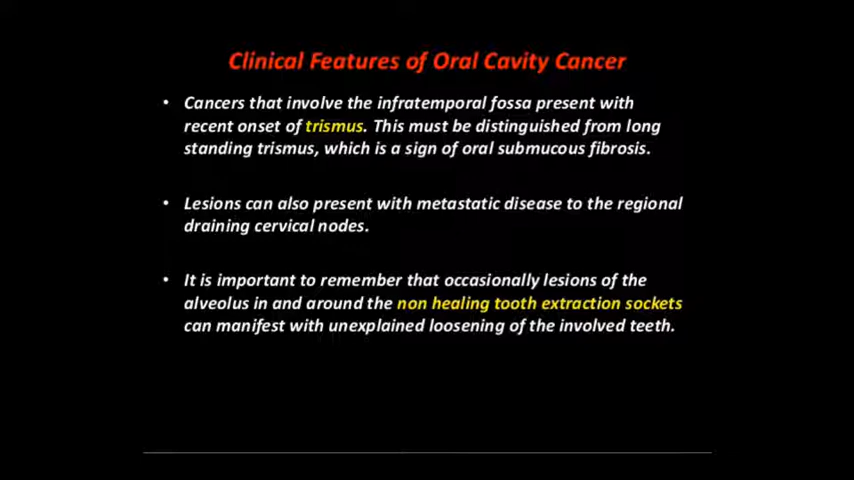 Clinical Features of Oral Cavity Cancer
• Cancers that involve the infratemporal fossa present with
recent onset of trismus. This must be distinguished from long
standing trismus, which is a sign of oral submucous fibrosis.
• Lesions can also present with metastatic disease to the regional
draining cervical nodes.
• It is important to remember that occasionally lesions of the
alveolus in and around the non healing tooth extraction sockets
can manifest with unexplained loosening of the involved teeth.